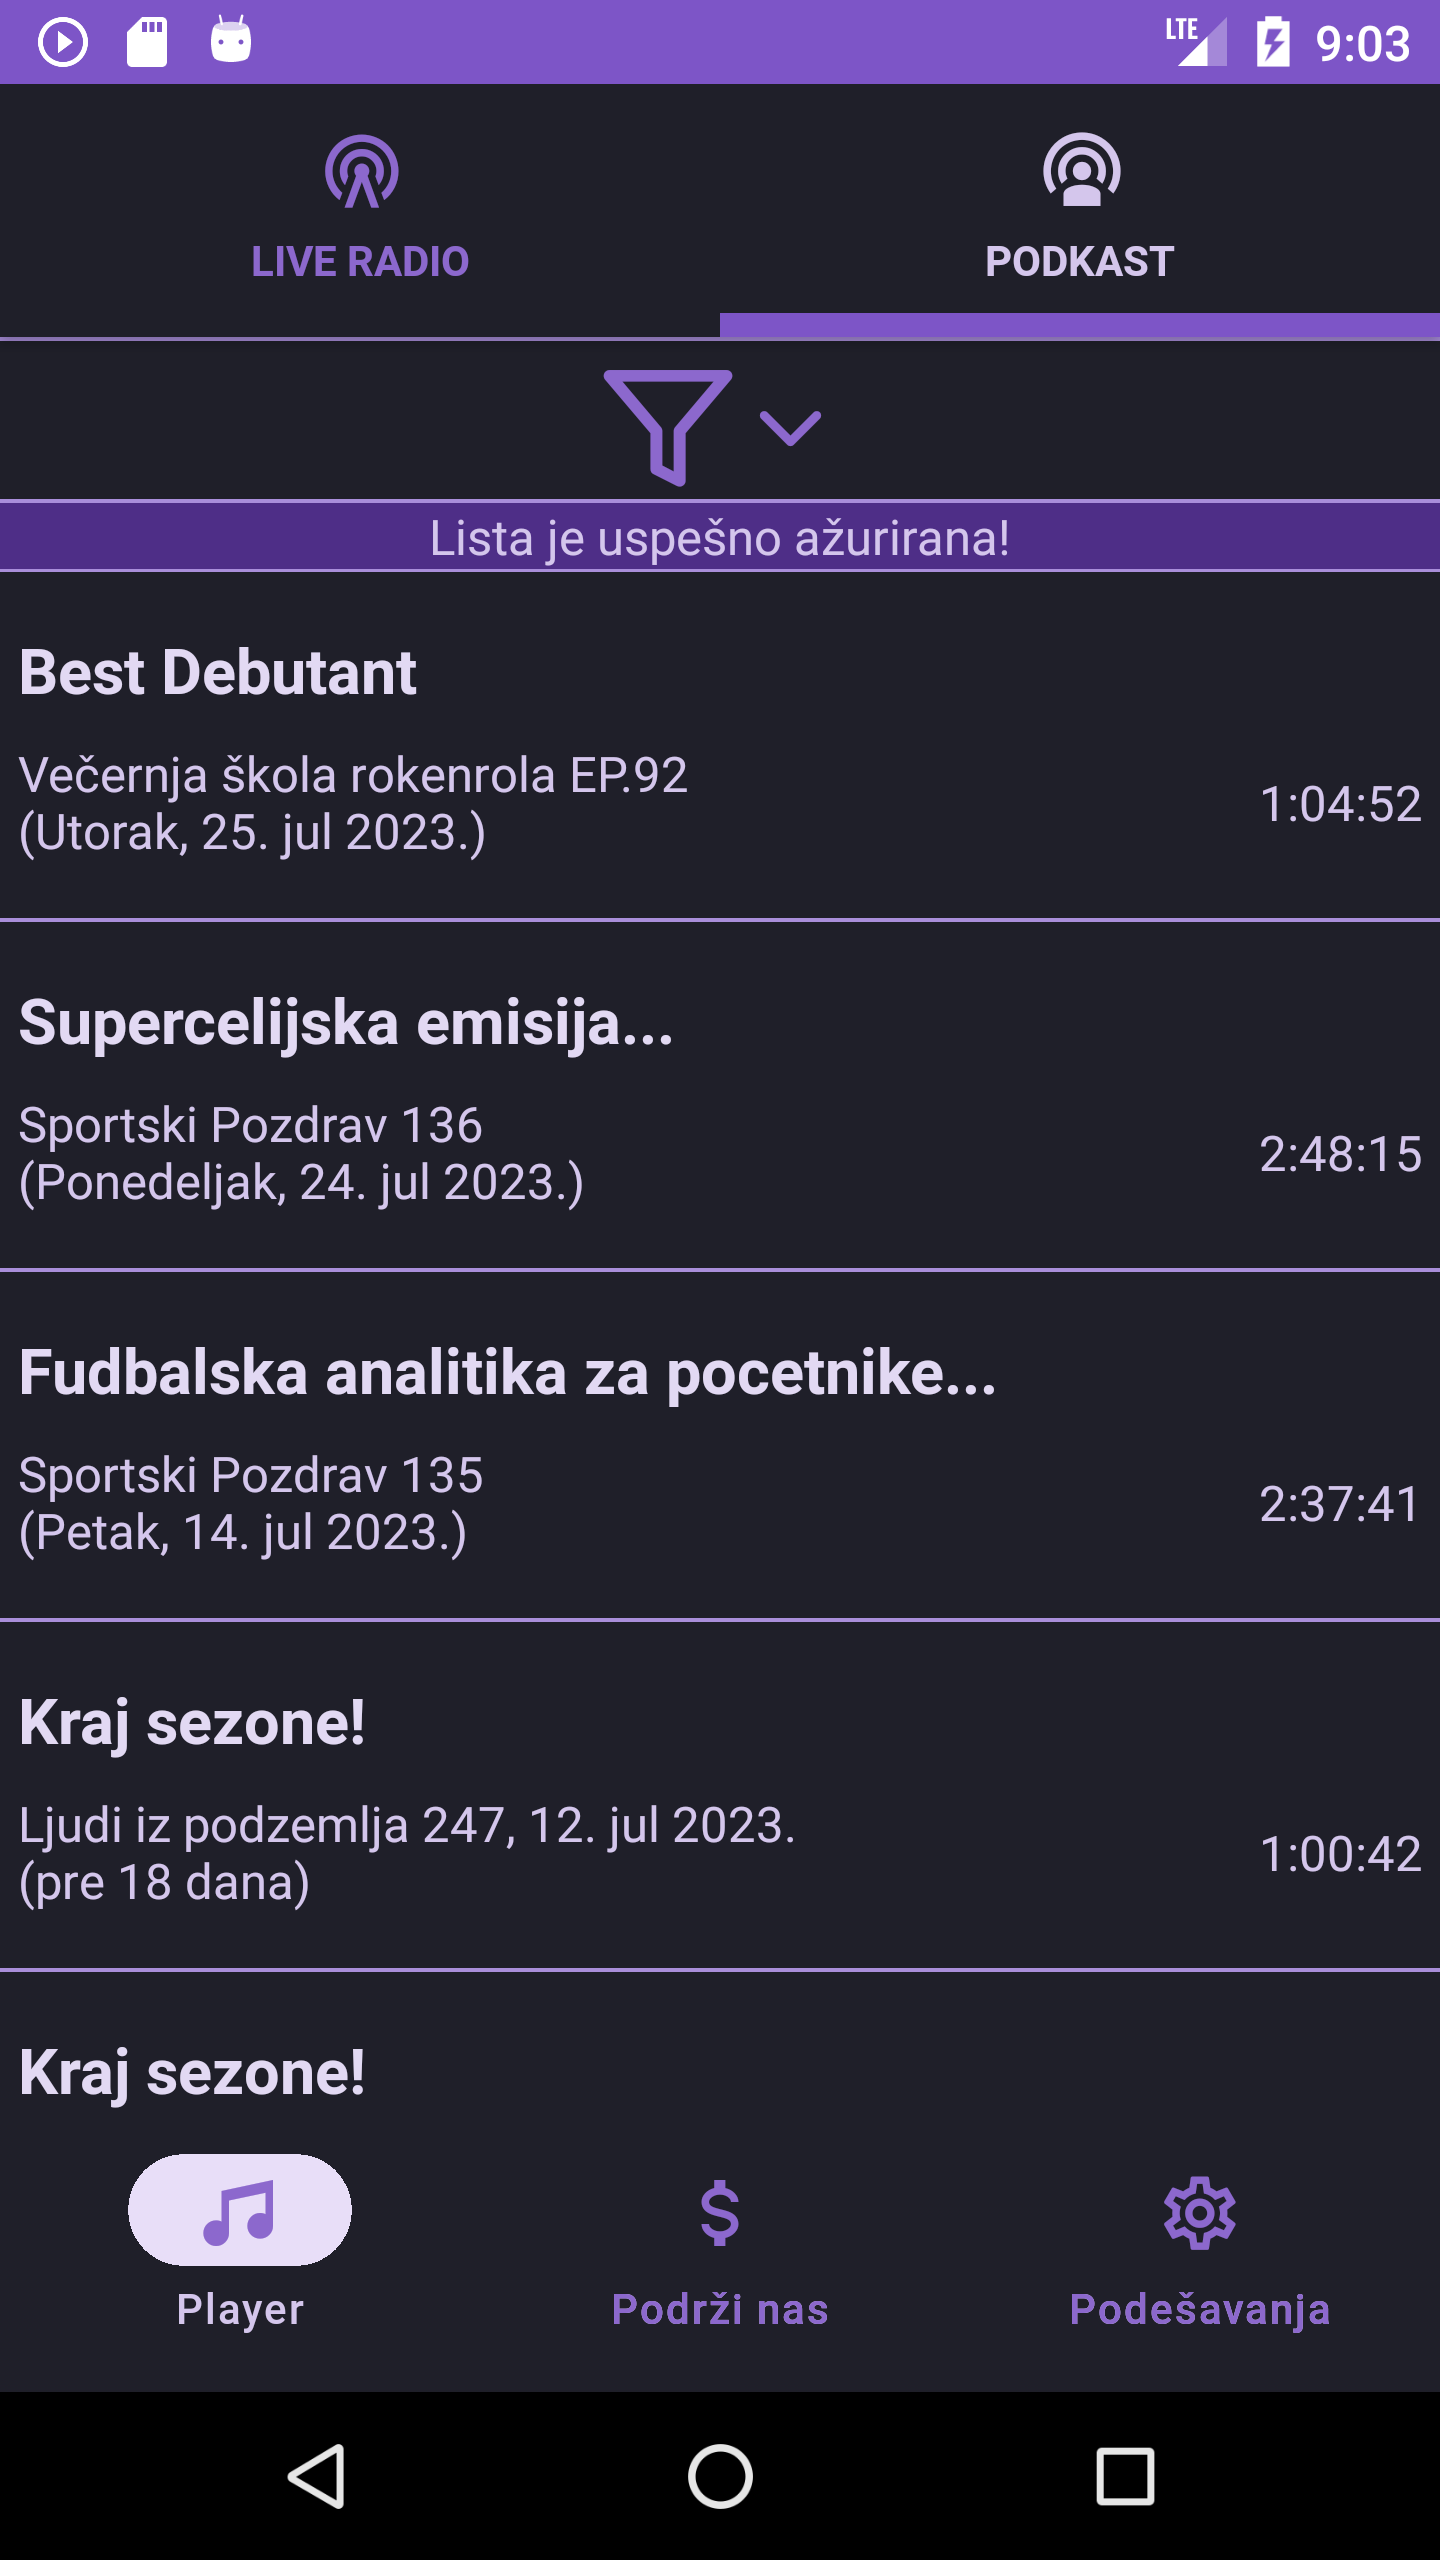 LTE 9:03
LIVE RADIO
PODKAST
Lista je uspešno ažurirana!
Best Debutant
Večernja škola rokenrola EP.92
(Utorak, 25. jul 2023.)
1:04:52
Supercelijska emisija...
Sportski Pozdrav 136
(Ponedeljak, 24. jul 2023.)
2:48:15
Fudbalska analitika za pocetnike...
Sportski Pozdrav 135
(Petak, 14. jul 2023.)
2:37:41
Kraj sezone!
Ljudi iz podzemlja 247, 12. jul 2023.
(pre 18 dana)
1:00:42
Kraj sezone!
Player
Podrži nas
Podešavanja